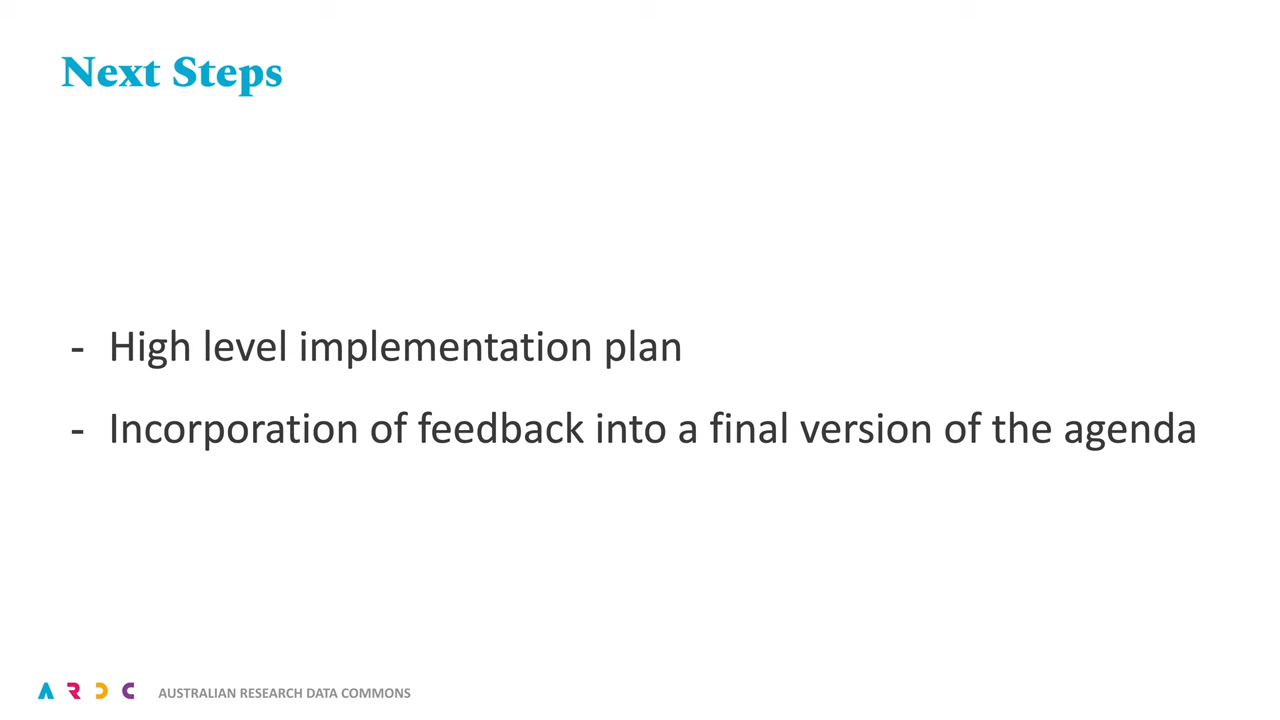 Next Steps
- High level implementation plan
- Incorporation of feedback into a final version of the agenda
ARDC AUSTRALIAN RESEARCH DATA COMMONS